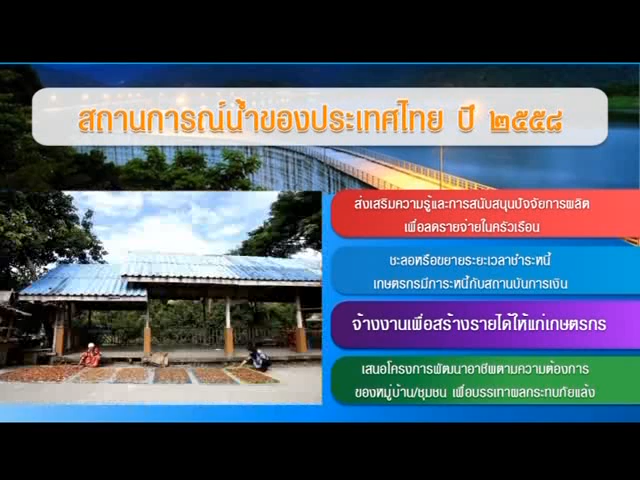 สถานการณ์น้ำของประเทศไทย ปี ๒๕๕๘
ส่งเสริมความรู้และการสนับสนุนปัจจัยการผลิต
เพื่อลดรายจ่ายในครัวเรือน
ชะลอหรือขยายระยะเวลาชำระหนี้
เกษตรกรมีภาระหนี้กับสถานบันการเงิน
จ้างงานเพื่อสร้างรายได้ให้แก่เกษตรกร
เสนอโครงการพัฒนาอาชีพตามความต้องการ
ของหมู่บ้าน/ชุมชน เพื่อบรรเทาผลกระทบภัยแล้ง